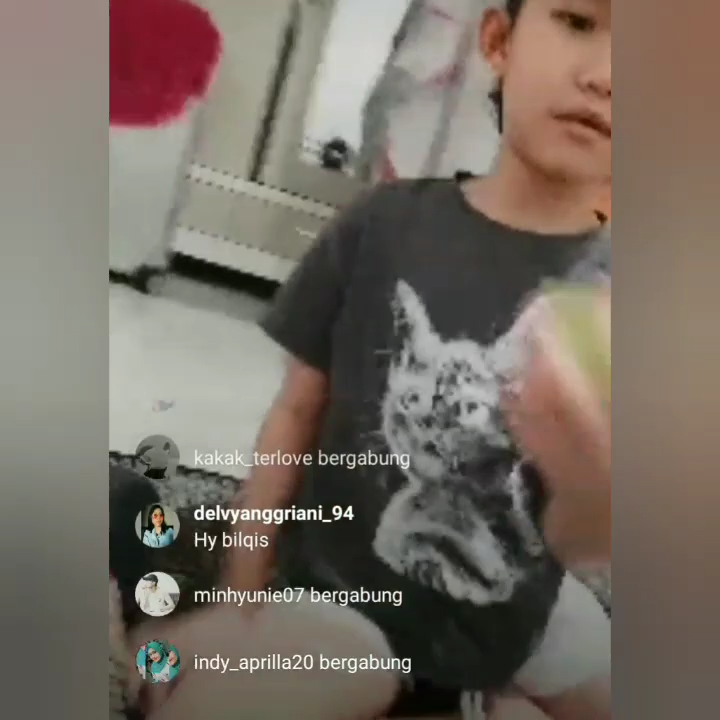 kakak_terlove bergabung
delvyanggriani_94
Hy bilqis
minhyunie07 bergabung
indy_aprilla20 bergabung